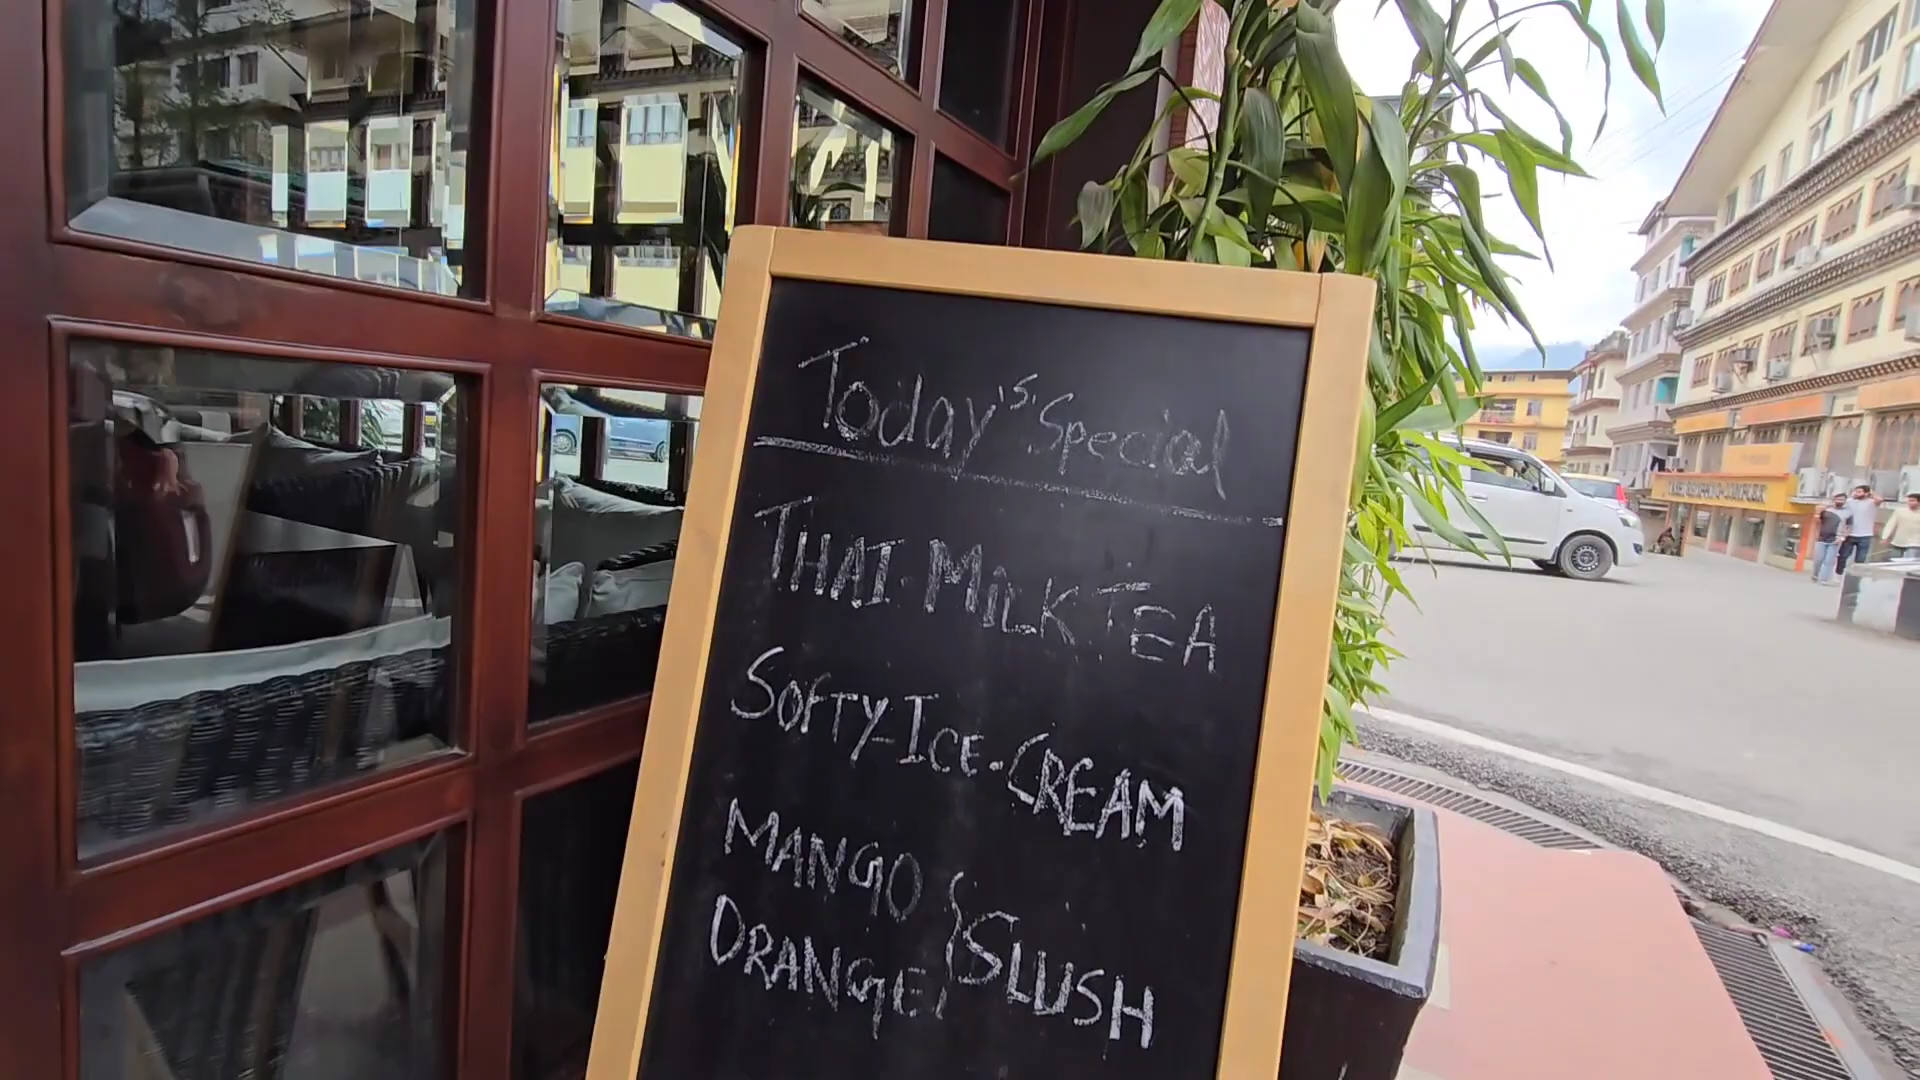 Today's Special
THAI MILK TEA
SOFTY ICE-CREAM
MANGO
ORANGE } SLUSH